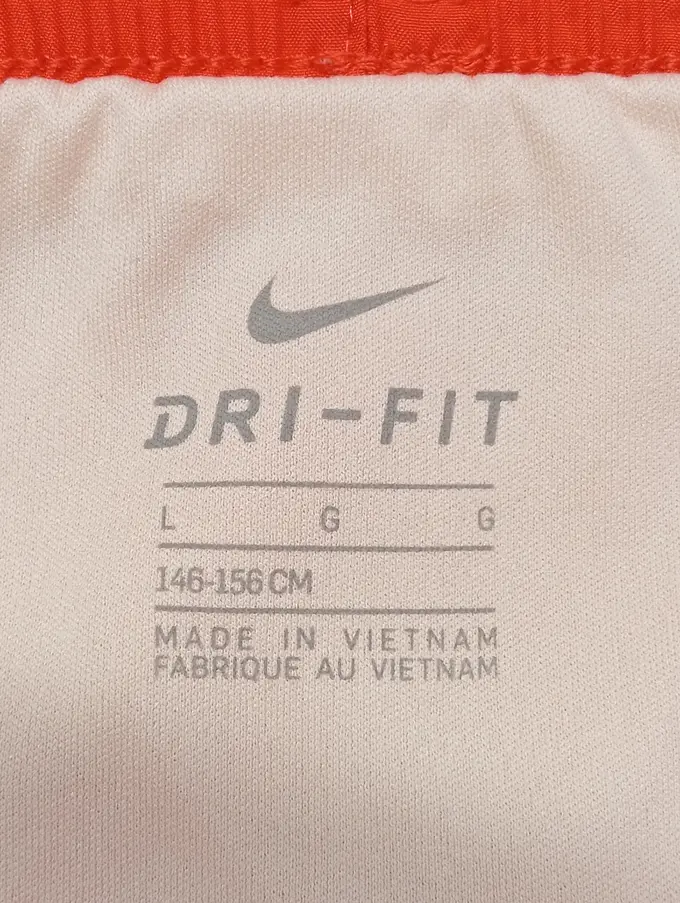 DRI-FIT
L G G
146-156 CM
MADE IN VIETNAM
FABRIQUE AU VIETNAM